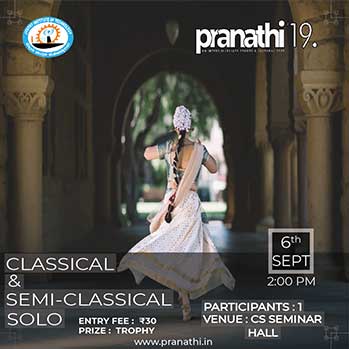 pranathi 19.
CLASSICAL
&
SEMI-CLASSICAL
SOLO
ENTRY FEE : ₹30
PRIZE : TROPHY
6th
SEPT
2:00 PM
PARTICIPANTS : 1
VENUE : CS SEMINAR
HALL
www.pranathi.in